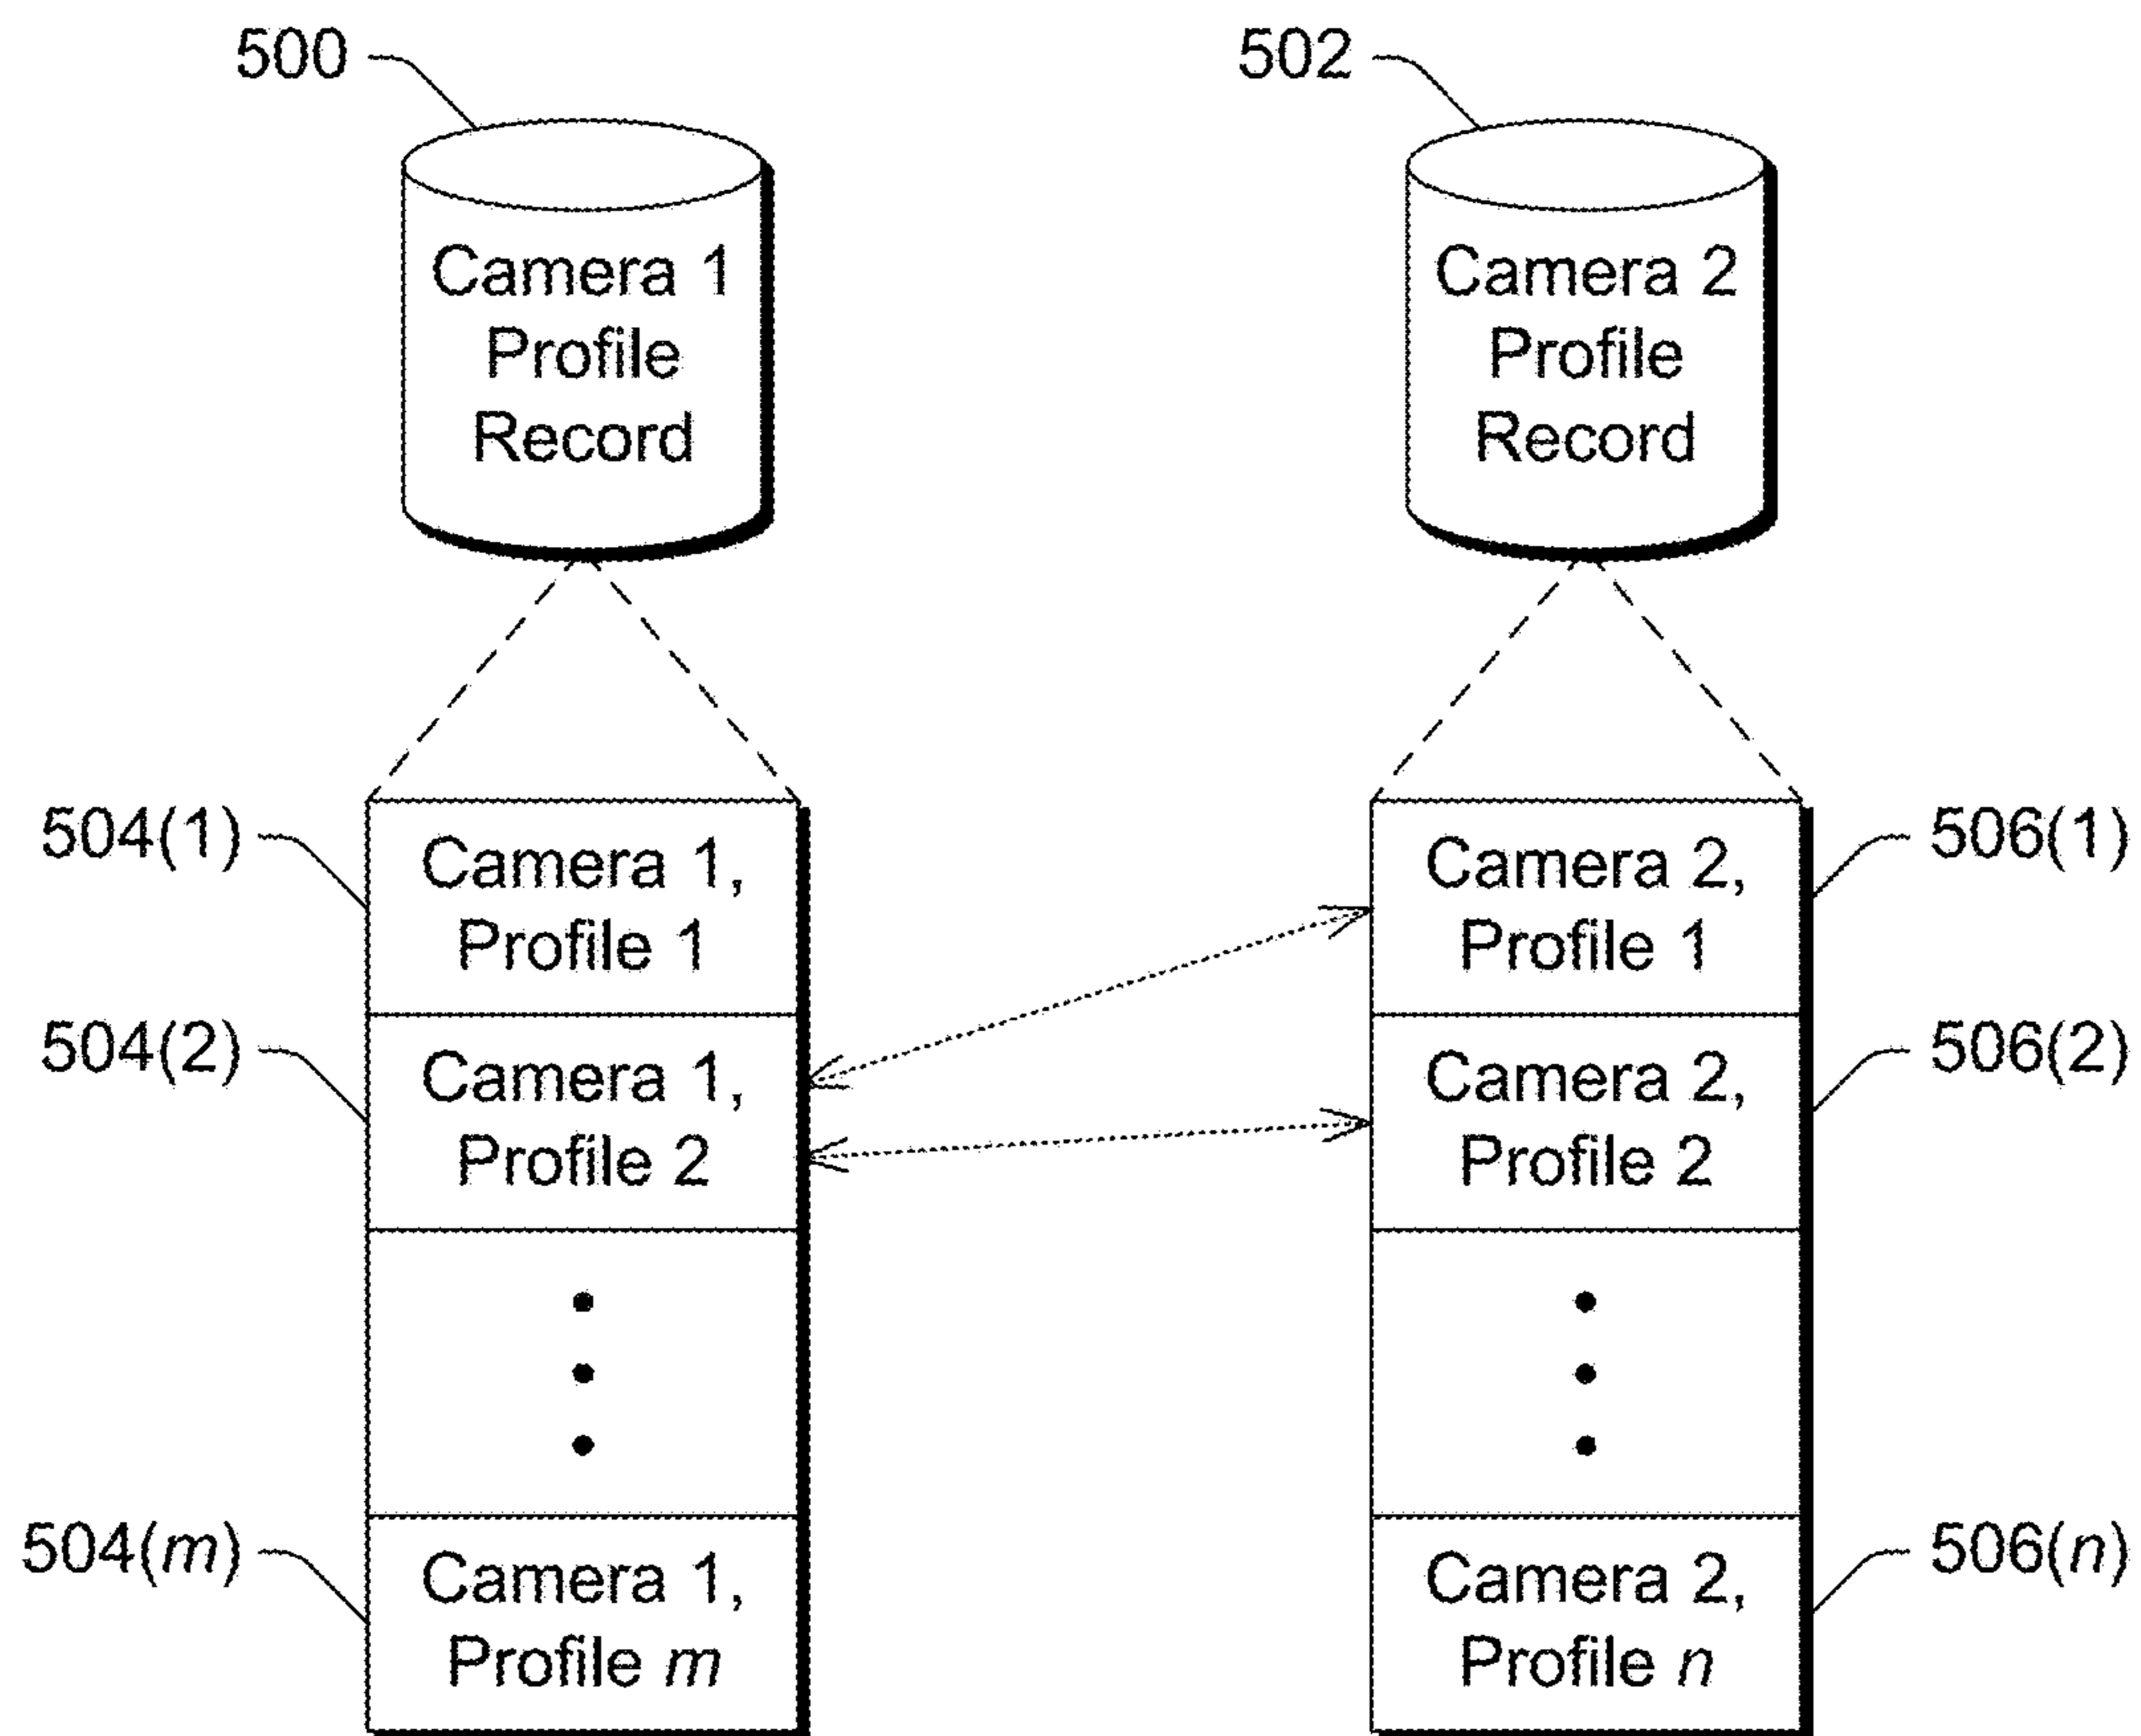 500
502
Camera 1
Profile
Record
Camera 2
Profile
Record
504(1)
Camera 1,
Profile 1
Camera 2,
Profile 1
506(1)
504(2)
Camera 1,
Profile 2
Camera 2,
Profile 2
506(2)
504(m)
Camera 1,
Profile m
Camera 2,
Profile n
506(n)